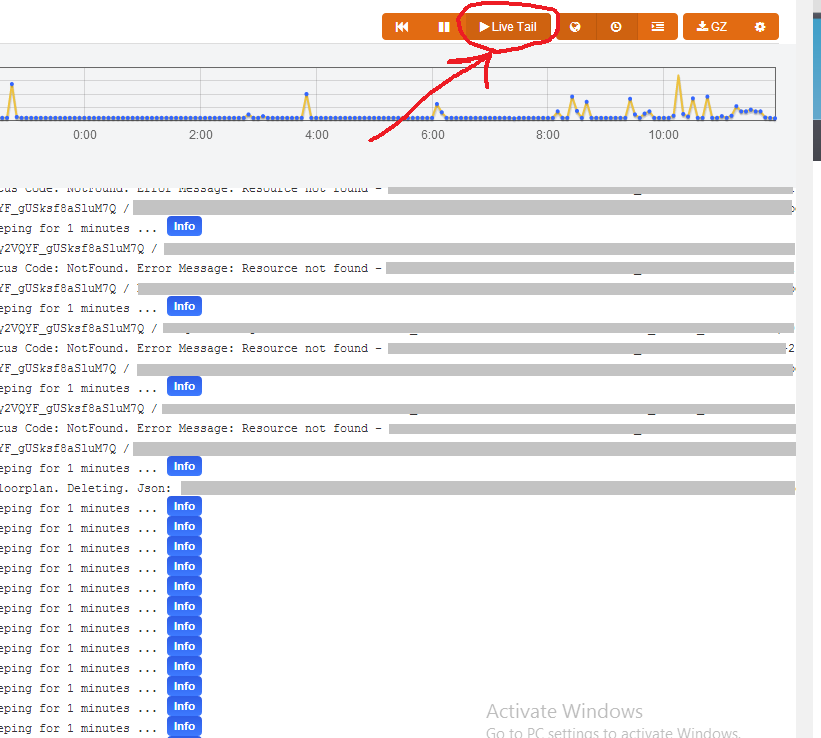 Live Tail GZ
0:00 2:00 4:00 6:00 8:00 10:00
tus Code: NotFound. Error Message: Resource not found -
YF_gUSksf8aSluM7Q /
eping for 1 minutes ... Info
y2VQYF_gUSksf8aSluM7Q /
tus Code: NotFound. Error Message: Resource not found -
YF_gUSksf8aSluM7Q /
eping for 1 minutes ... Info
y2VQYF_gUSksf8aSluM7Q /
tus Code: NotFound. Error Message: Resource not found - 2
YF_gUSksf8aSluM7Q /
eping for 1 minutes ... Info
y2VQYF_gUSksf8aSluM7Q /
tus Code: NotFound. Error Message: Resource not found -
YF_gUSksf8aSluM7Q /
eping for 1 minutes ... Info
loorplan. Deleting. Json:
eping for 1 minutes ... Info
eping for 1 minutes ... Info
eping for 1 minutes ... Info
eping for 1 minutes ... Info
eping for 1 minutes ... Info
eping for 1 minutes ... Info
eping for 1 minutes ... Info
eping for 1 minutes ... Info
eping for 1 minutes ... Info
eping for 1 minutes ... Info
eping for 1 minutes ... Info
Activate Windows
eping for 1 minutes ... Info
Go to PC settings to activate Windows.